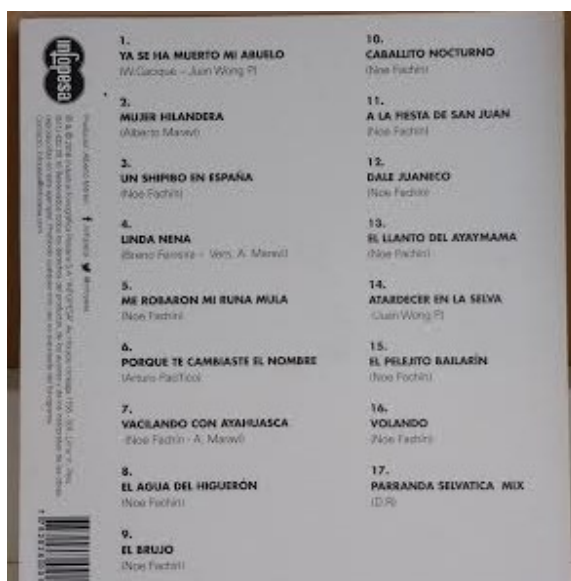 infopesa
1.
YA SE HA MUERTO MI ABUELO
(W.Cacique - Juan Wong P)
2.
MUJER HILANDERA
(Alberto Maraví)
3.
UN SHIPIBO EN ESPAÑA
(Noe Fachín)
4.
LINDA NENA
Vers. A. Maraví)
5.
ME ROBARON MI RUNA MULA
(Noe Fachín)
6.
PORQUE TE CAMBIASTE EL NOMBRE
(Arturo Pacífico)
7.
VACILANDO CON AYAHUASCA
(Noe Fachín - A. Maraví)
8.
EL AGUA DEL HIGUERÓN
(Noe Fachín)
9.
EL BRUJO
(Noe Fachín)
10.
CABALLITO NOCTURNO
(Noe Fachín)
11.
A LA FIESTA DE SAN JUAN
(Noe Fachín)
12.
DALE JUANECO
(Noe Fachín)
13.
EL LLANTO DEL AYAYMAMA
(Noe Fachín)
14.
ATARDECER EN LA SELVA
(Juan Wong P)
15.
EL PELEJITO BAILARÍN
(Noe Fachín)
16.
VOLANDO
(Noe Fachín)
17.
PARRANDA SELVATICA MIX
(D.R)